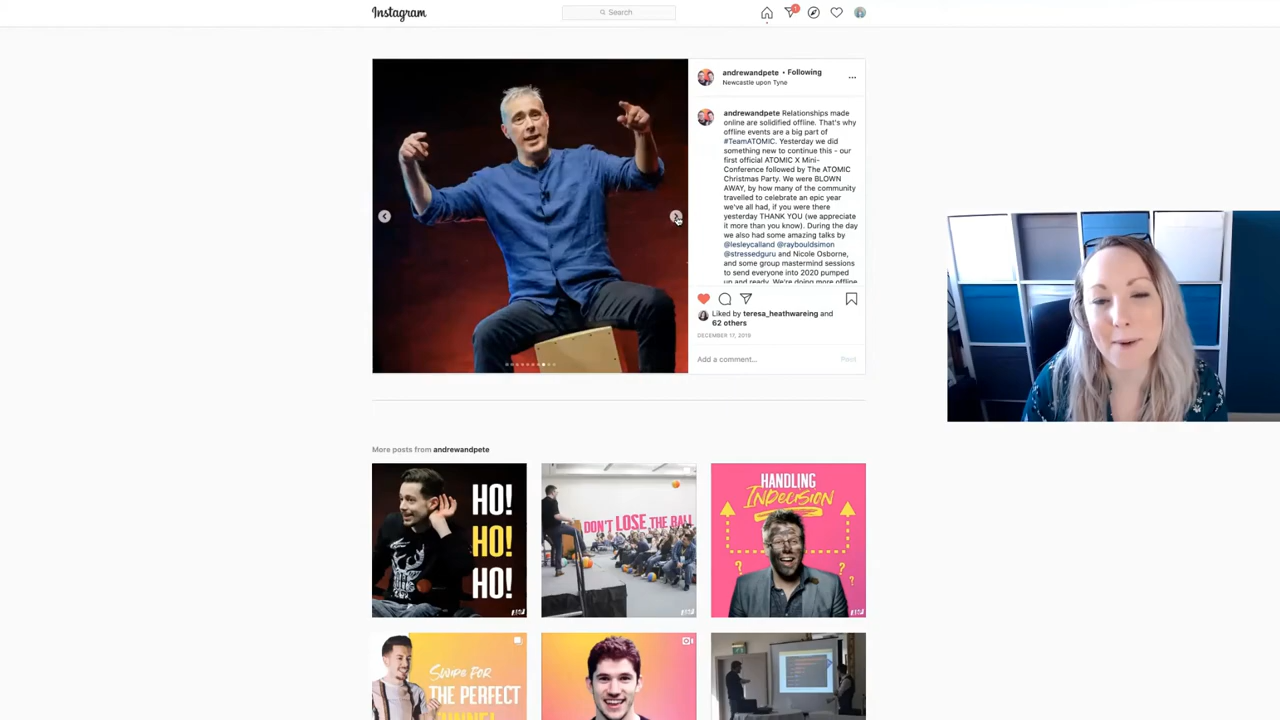 Instagram
Search
1
andrewandpete • Following
Newcastle upon Tyne
andrewandpete Relationships made
online are solidified offline. That's why
offline events are a big part of
#TeamATOMIC. Yesterday we did
something new to continue this - our
first official ATOMIC X Mini-
Conference followed by The ATOMIC
Christmas Party. We were BLOWN
AWAY, by how many of the community
travelled to celebrate an epic year
we've all had, if you were there
yesterday THANK YOU (we appreciate
it more than you know). During the day
we also had some amazing talks by
@lesleycalland @raybouldsimon
@stressedguru and Nicole Osborne,
and some group mastermind sessions
to send everyone into 2020 pumped
up and ready. We're doing more offline
Liked by teresa_heathwareing and
62 others
DECEMBER 17, 2019
Add a comment...
Post
More posts from andrewandpete
HO!
HO!
HO!
DON'T LOSE THE BALL
HANDLING
INDECISION
? ? ? ?
SWIPE FOR
THE PERFECT